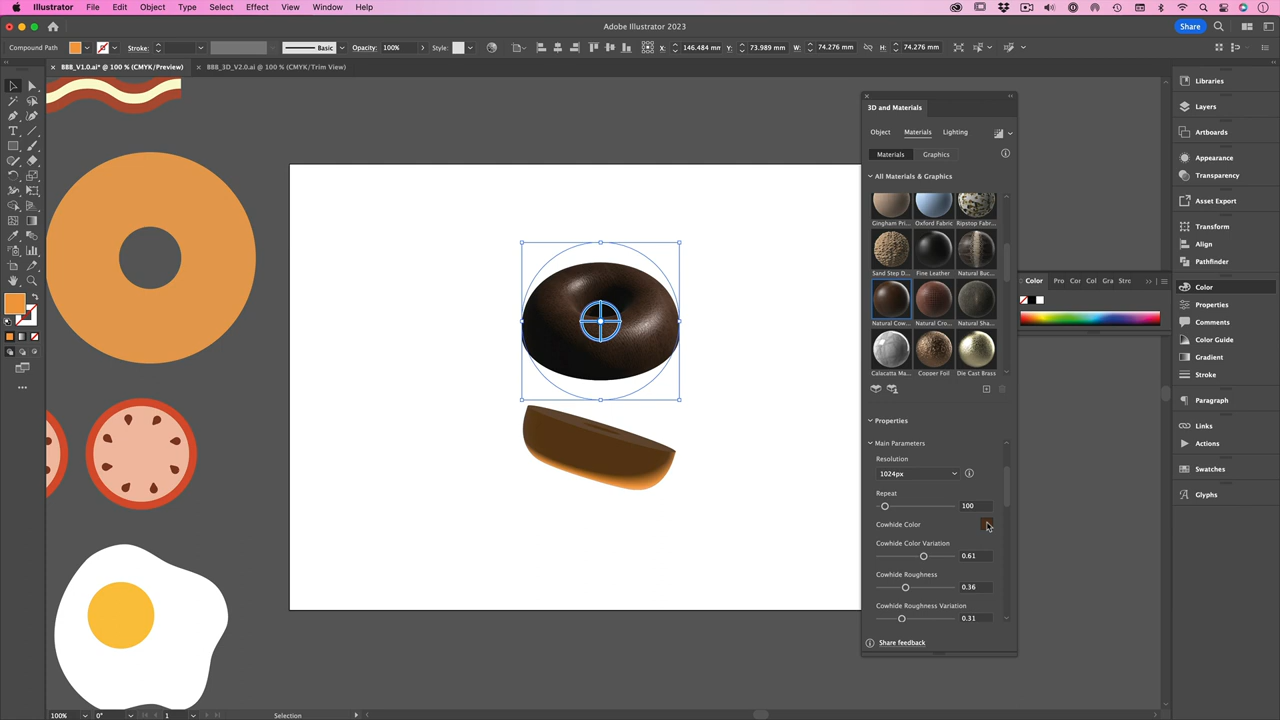 Illustrator File Edit Object Type Select Effect View Window Help
Adobe Illustrator 2023
Share
Compound Path Stroke: Basic Opacity: 100% Style: X: 146.484 mm Y: 73.989 mm W: 74.276 mm H: 74.276 mm
BBB_V1.0.ai* @ 100 % (CMYK/Preview) BBB_3D_V2.0.ai @ 100 % (CMYK/Trim View)
3D and Materials
Object Materials Lighting
Materials Graphics
All Materials & Graphics
Gingham Pri... Oxford Fabric Ripstop Fabr...
Sand Step D... Fine Leather Natural Buc...
Natural Cow... Natural Cro... Natural Sha...
Calacatta Ma... Copper Foil Die Cast Brass
Properties
Main Parameters
Resolution
1024px
Repeat
100
Cowhide Color
Cowhide Color Variation
0.61
Cowhide Roughness
0.36
Cowhide Roughness Variation
0.31
Share feedback
Color Pro Cor Col Gra Strc
Libraries
Layers
Artboards
Appearance
Transparency
Asset Export
Transform
Align
Pathfinder
Color
Properties
Comments
Color Guide
Gradient
Stroke
Paragraph
Links
Actions
Swatches
Glyphs
100% 0° 1 Selection